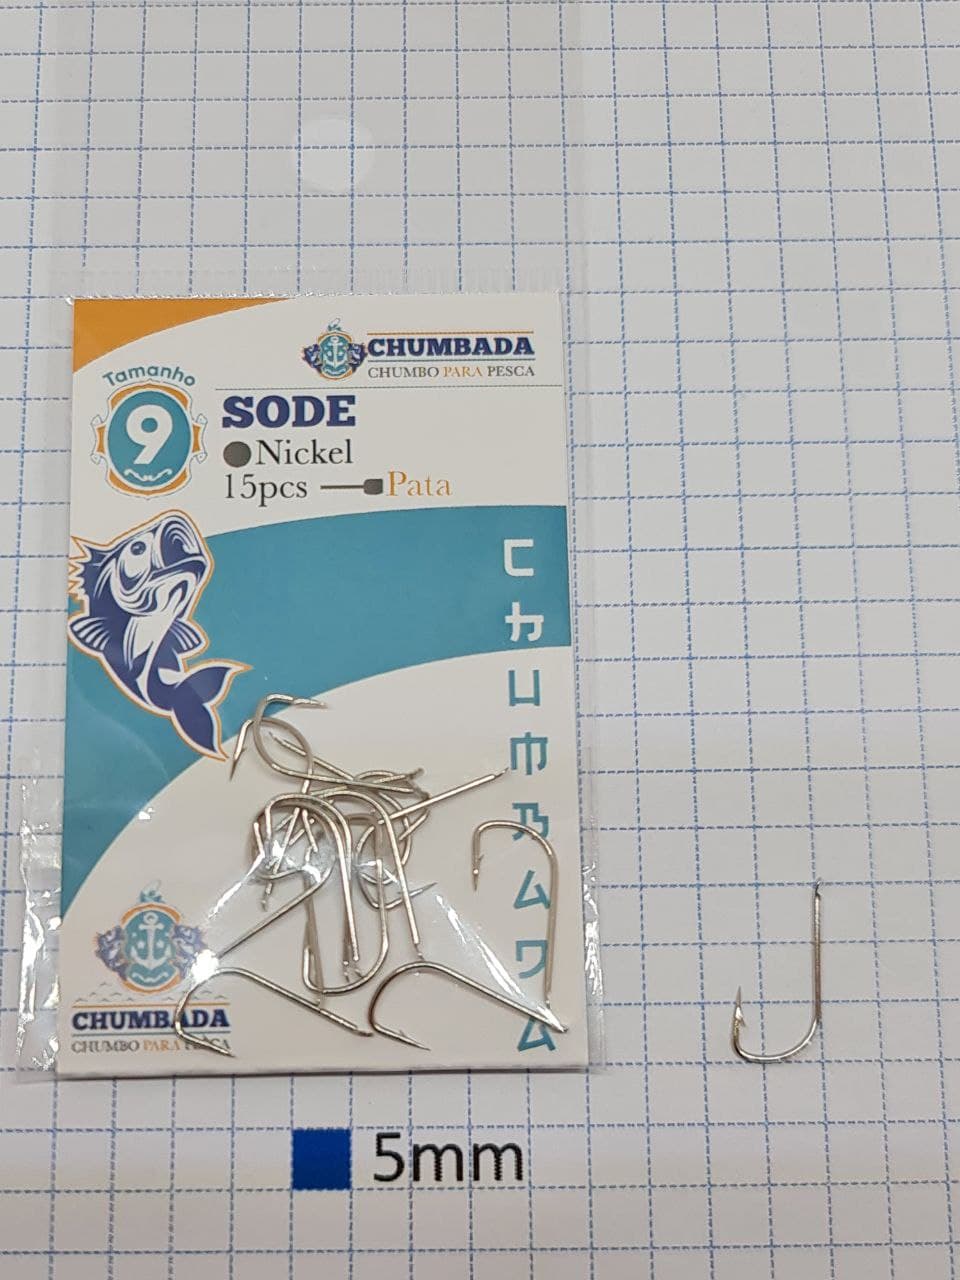 CHUMBADA
CHUMBO PARA PESCA
Tamanho
9
SODE
Nickel
15pcs
Pata
CHUMBADA
CHUMBADA
CHUMBO PARA PESCA
5mm